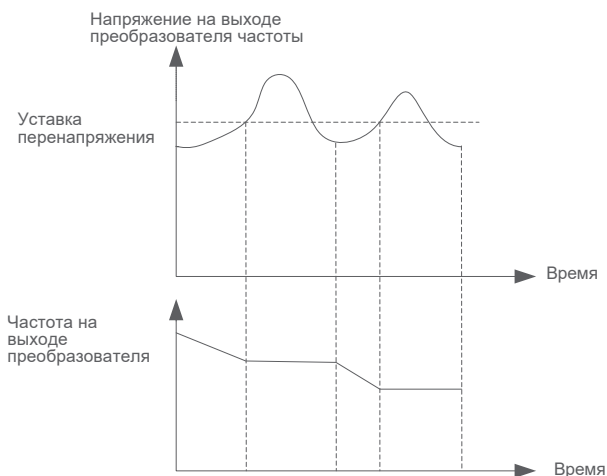 Напряжение на выходе
преобразователя частоты
Уставка
перенапряжения
Время
Частота на
выходе
преобразователя
Время